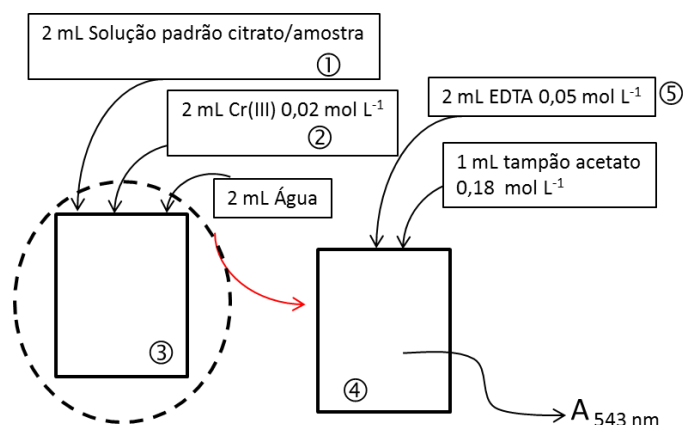 2 mL Solução padrão citrato/amostra
①
2 mL Cr(III) 0,02 mol L⁻¹
②
2 mL Água
③
2 mL EDTA 0,05 mol L⁻¹
⑤
1 mL tampão acetato
0,18 mol L⁻¹
④
A 543 nm